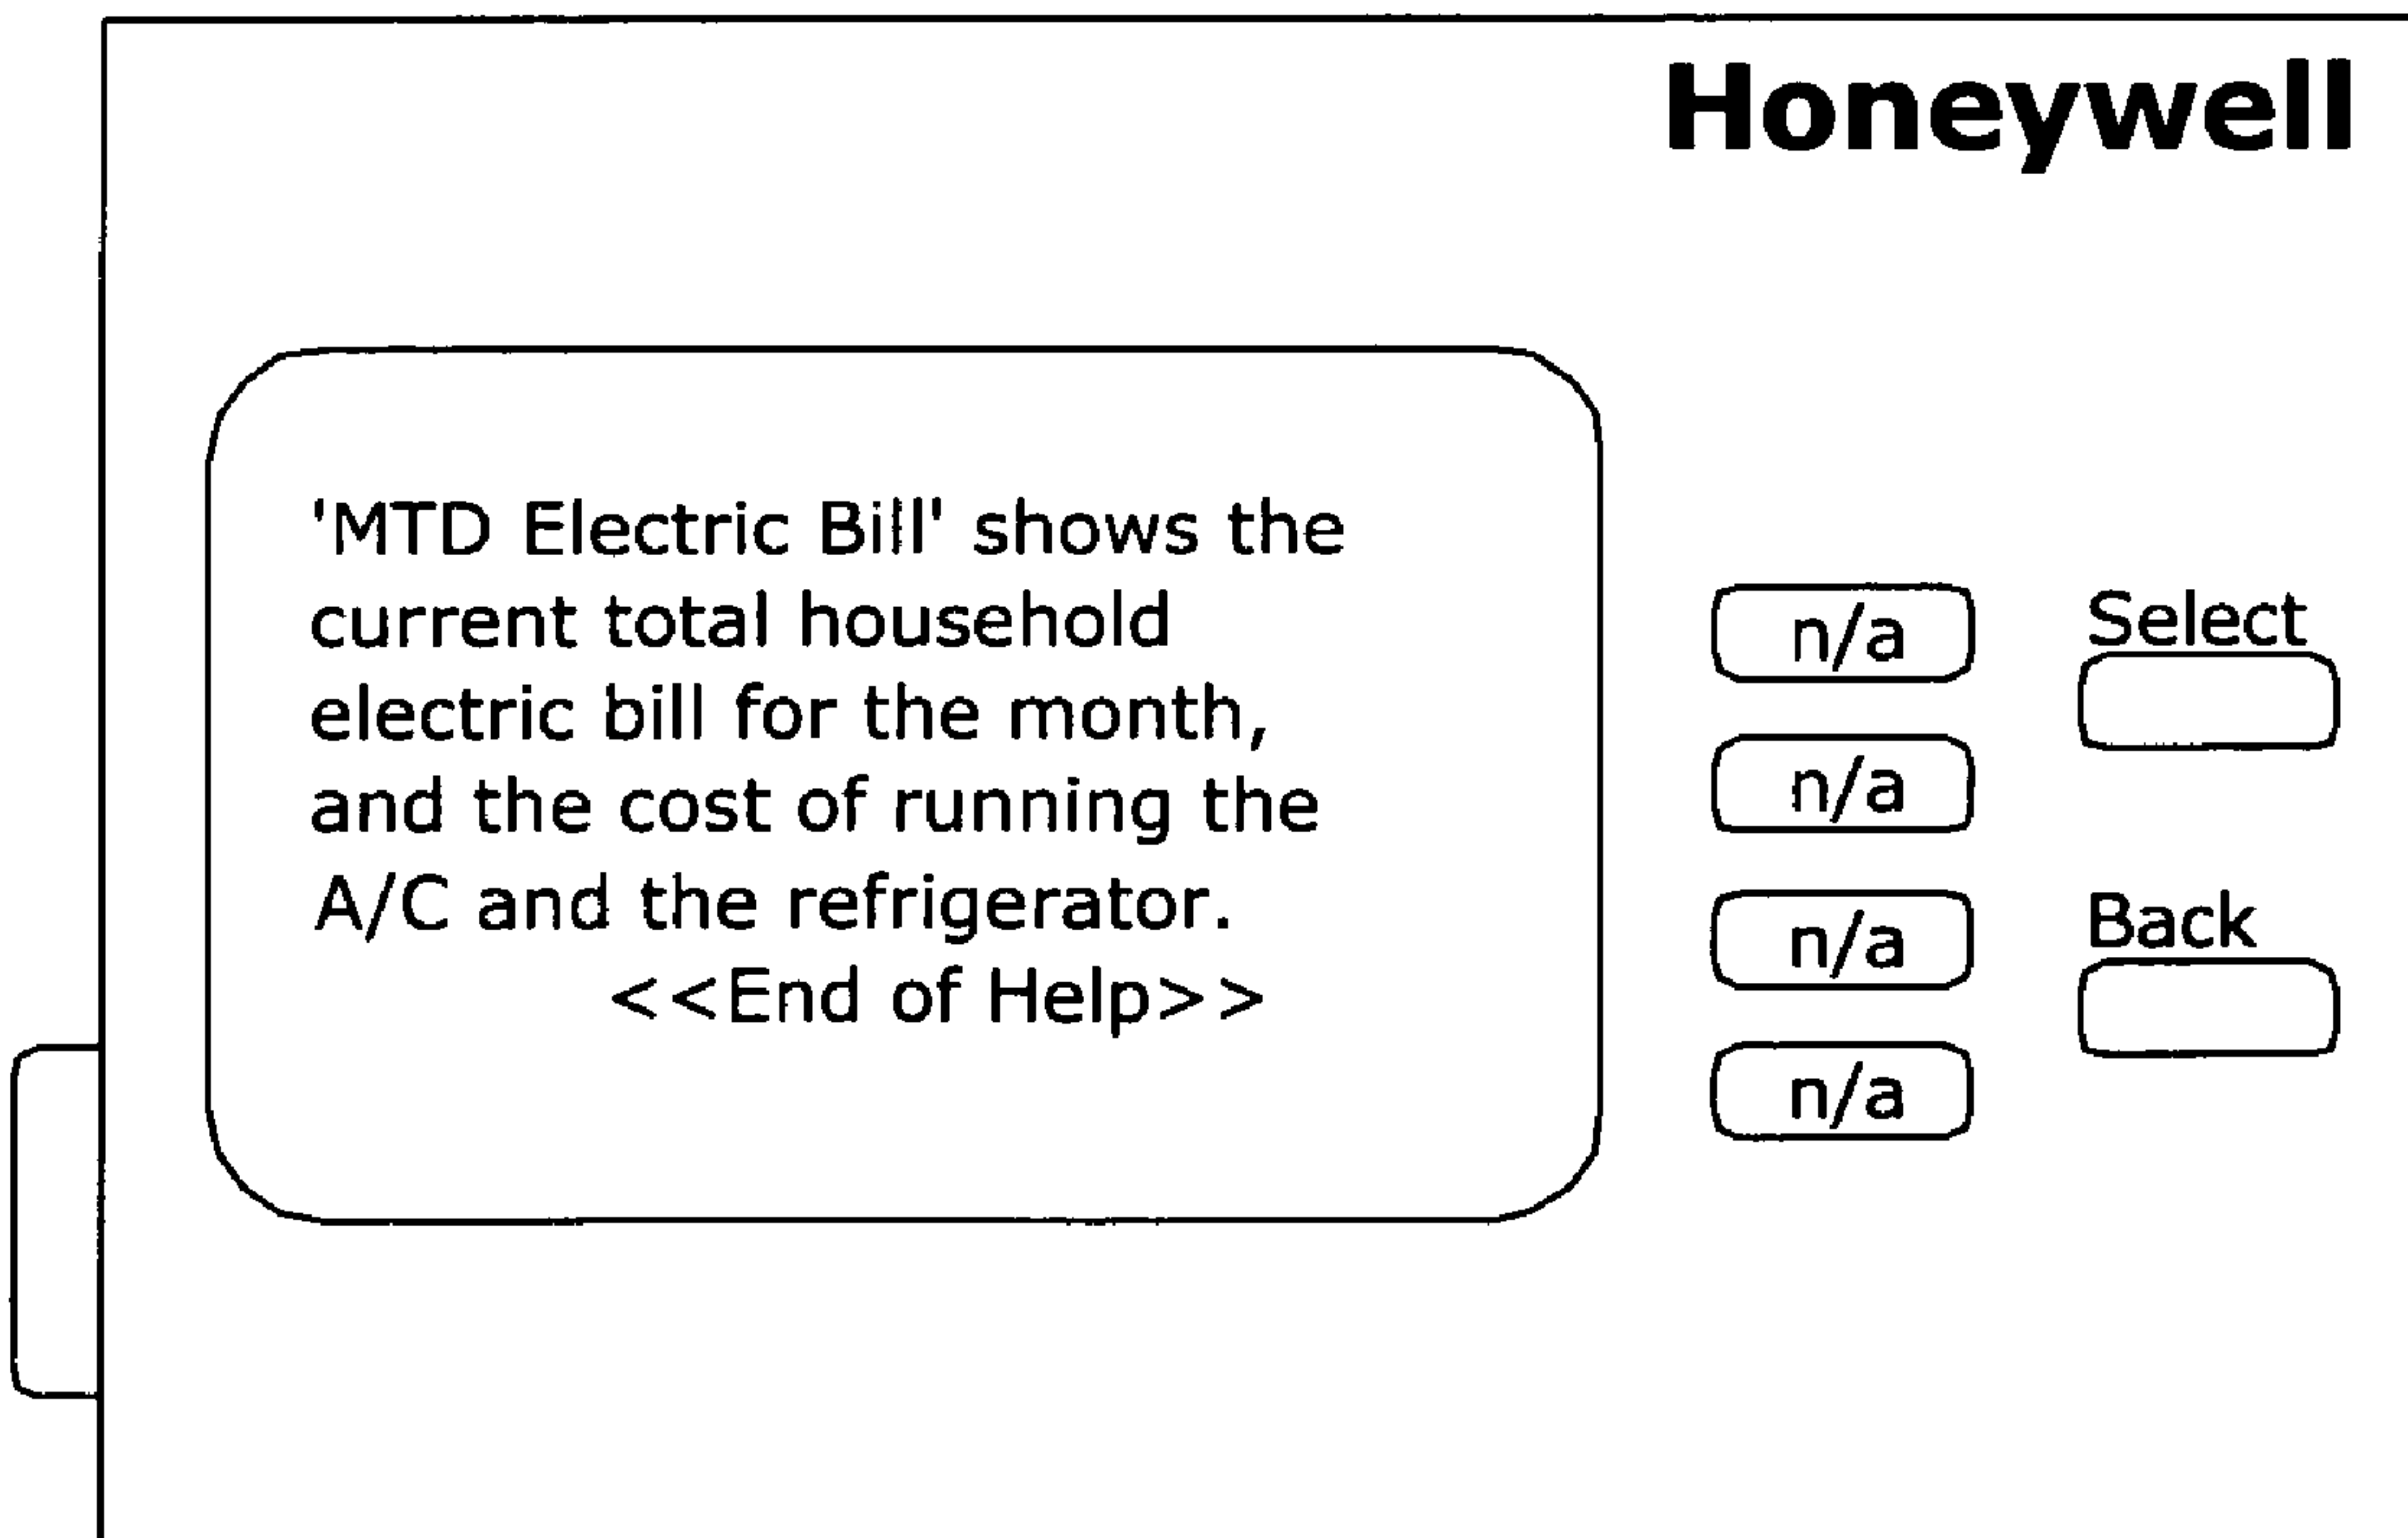 Honeywell
'MTD Electric Bill' shows the
current total household
electric bill for the month,
and the cost of running the
A/C and the refrigerator.
<<End of Help>>
n/a
n/a
n/a
n/a
Select
Back